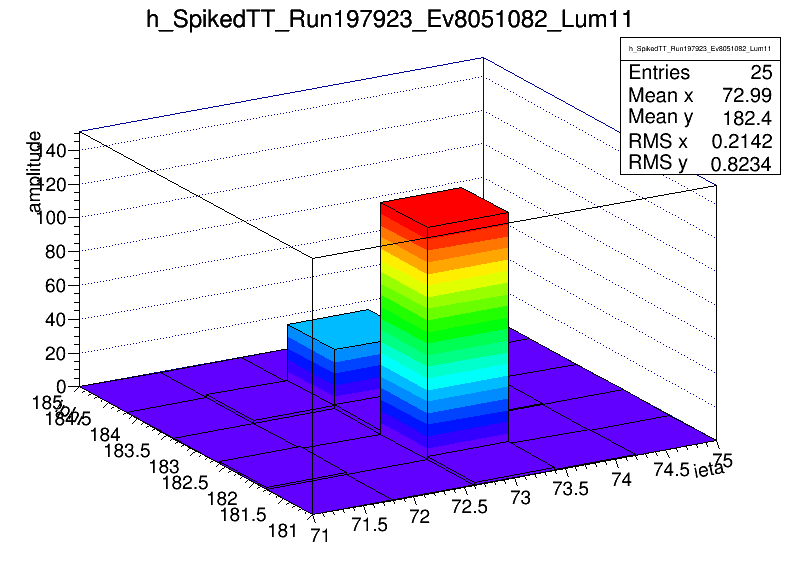 h_SpikedTT_Run197923_Ev8051082_Lum11
h_SpikedTT_Run197923_Ev8051082_Lum11
Entries 25
Mean x 72.99
Mean y 182.4
RMS x 0.2142
RMS y 0.8234
amplitude
140
120
100
80
60
40
20
0
185
184.5
184
183.5
183
182.5
182
181.5
181
71
71.5
72
72.5
73
73.5
74
74.5
75
ieta